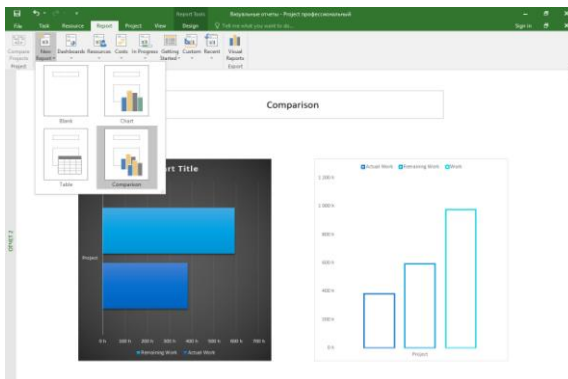 Report Tools
Визуальные отчеты - Project профессиональный
File Task Resource Report Project View Design Tell me what you want to do... Sign in
Compare Projects
New Report
Dashboards
Resources
Costs
In Progress
Getting Started
Custom
Recent
Visual Reports
Project
Export
Blank
Chart
Table
Comparison
Comparison
rt Title
Project
0 h 100 h 200 h 300 h 400 h 500 h 600 h 700 h
Remaining Work Actual Work
Actual Work Remaining Work Work
1 200 h
1 000 h
800 h
600 h
400 h
200 h
0 h
Project
ОТЧЕТ 2